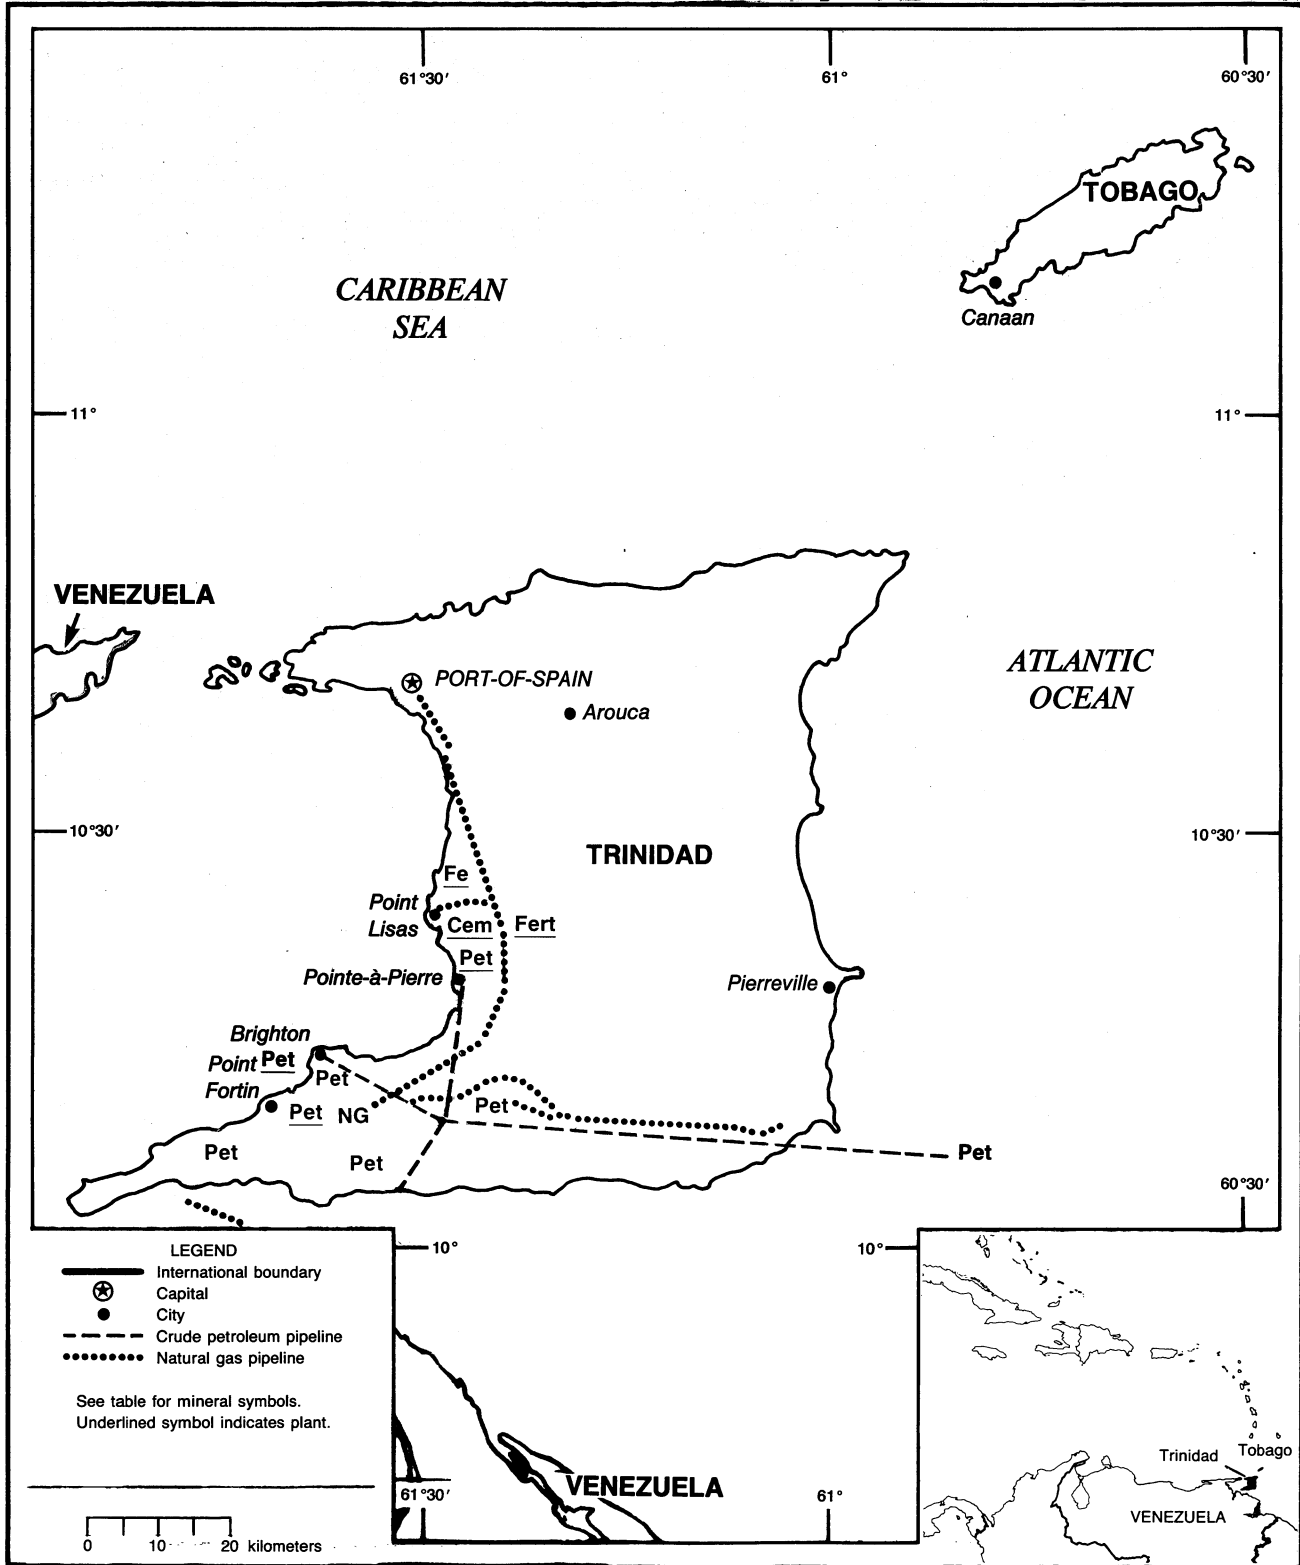 61°30′
61°
60°30′
TOBAGO
CARIBBEAN
SEA
Canaan
11°
11°
VENEZUELA
ATLANTIC
OCEAN
PORT-OF-SPAIN
Arouca
10°30′
10°30′
TRINIDAD
Fe
Point
Lisas
Cem
Fert
Pet
Pointe-à-Pierre
Pierreville
Brighton
Point
Fortin
Pet
Pet
Pet
NG
Pet
Pet
Pet
Pet
60°30′
LEGEND
International boundary
Capital
City
Crude petroleum pipeline
Natural gas pipeline
See table for mineral symbols.
Underlined symbol indicates plant.
0 10 20 kilometers
10°
10°
VENEZUELA
61°30′
61°
Trinidad
Tobago
VENEZUELA